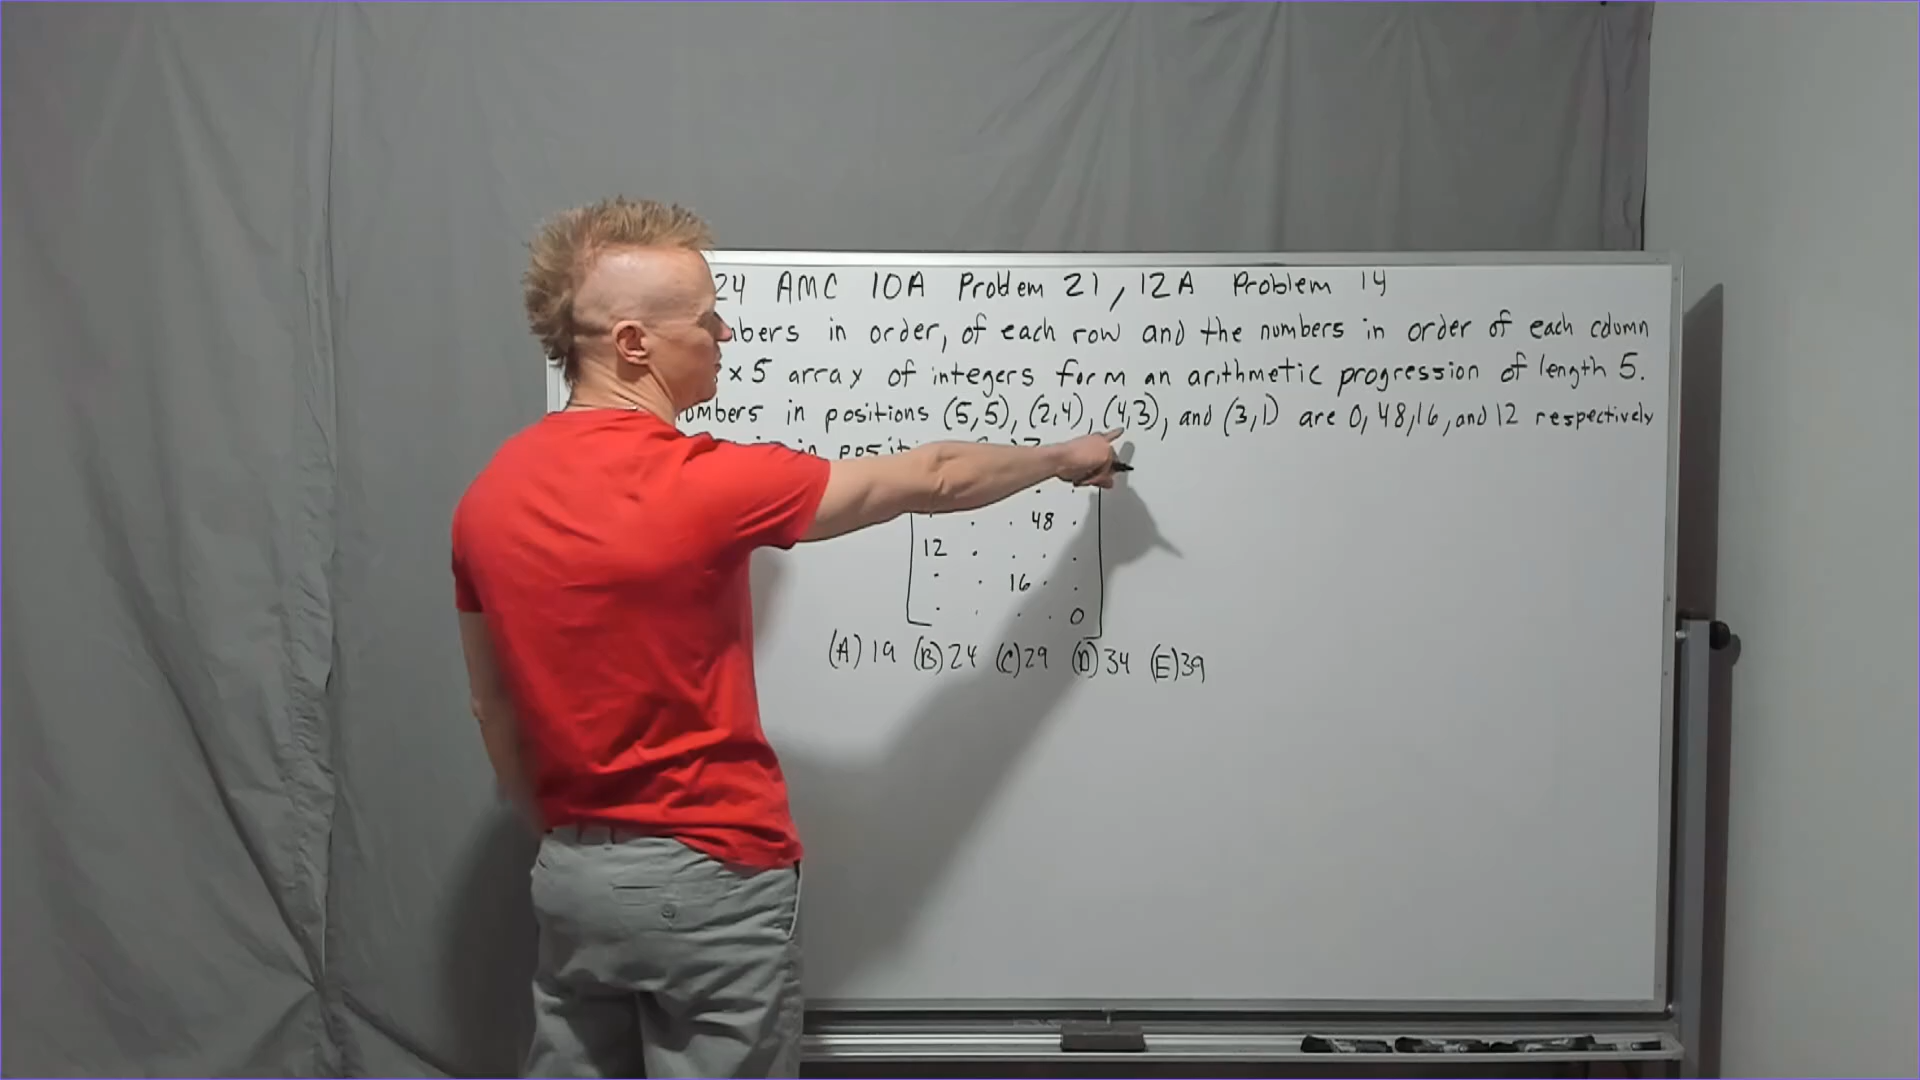 24 AMC 10A Problem 21, 12A Problem 14
bers in order, of each row and the numbers in order of each column
x 5 array of integers form an arithmetic progression of length 5.
umbers in positions (5,5), (2,4), (4,3), and (3,1) are 0, 48, 16, and 12 respectively
in posit
. . . 48 .
12 . . . .
. . 16 . .
. . . . 0
(A) 19 (B) 24 (C) 29 (D) 34 (E) 39